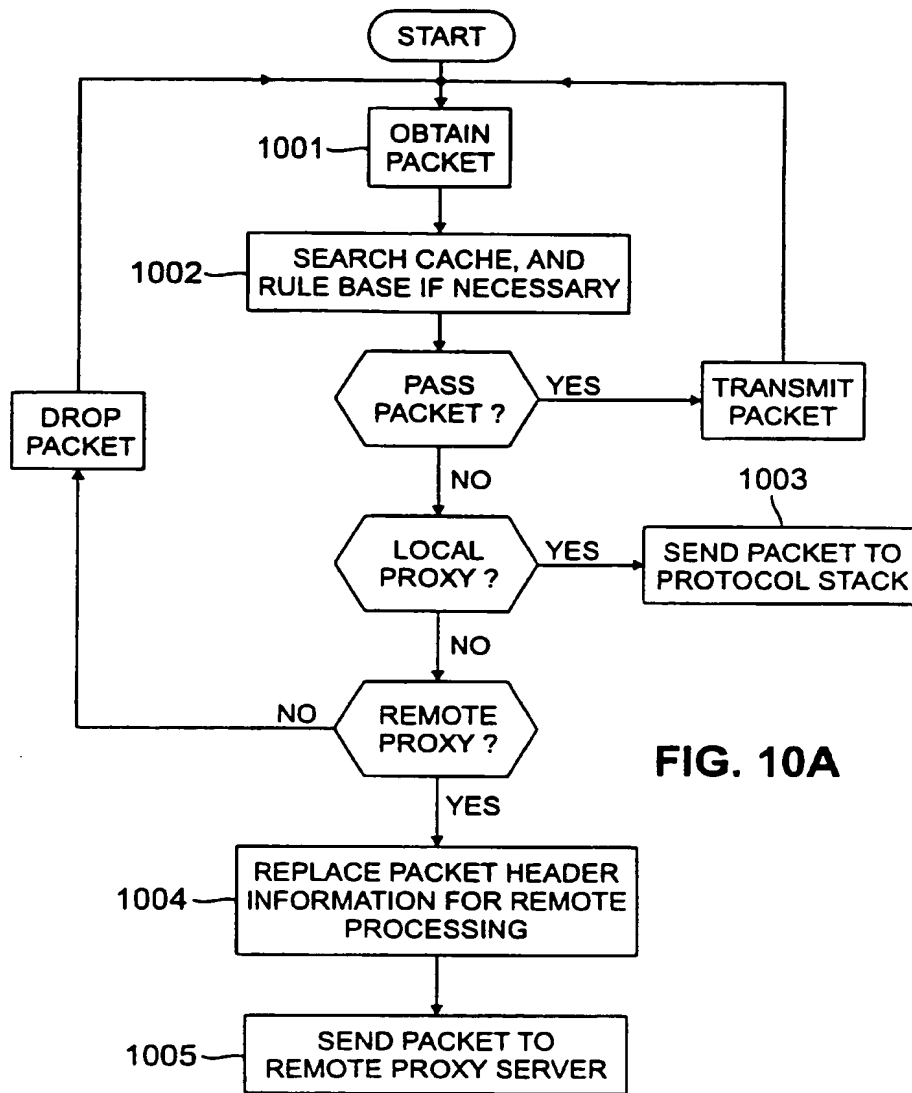 START
1001
OBTAIN
PACKET
1002
SEARCH CACHE, AND
RULE BASE IF NECESSARY
PASS
PACKET ?
YES
TRANSMIT
PACKET
DROP
PACKET
NO
1003
LOCAL
PROXY ?
YES
SEND PACKET TO
PROTOCOL STACK
NO
REMOTE
PROXY ?
NO
FIG. 10A
YES
1004
REPLACE PACKET HEADER
INFORMATION FOR REMOTE
PROCESSING
1005
SEND PACKET TO
REMOTE PROXY SERVER